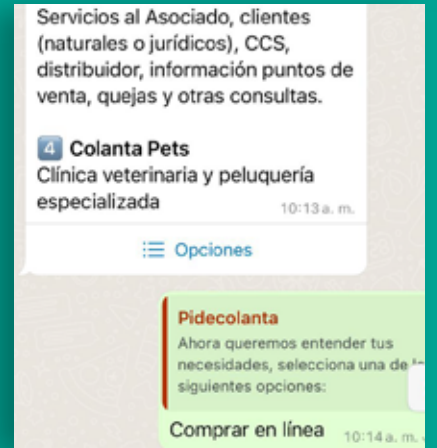 Servicios al Asociado, clientes
(naturales o jurídicos), CCS,
distribuidor, información puntos de
venta, quejas y otras consultas.
4 Colanta Pets
Clínica veterinaria y peluquería
especializada
10:13 a. m.
Opciones
Pidecolanta
Ahora queremos entender tus
necesidades, selecciona una de
siguientes opciones:
Comprar en línea
10:14 a. m.